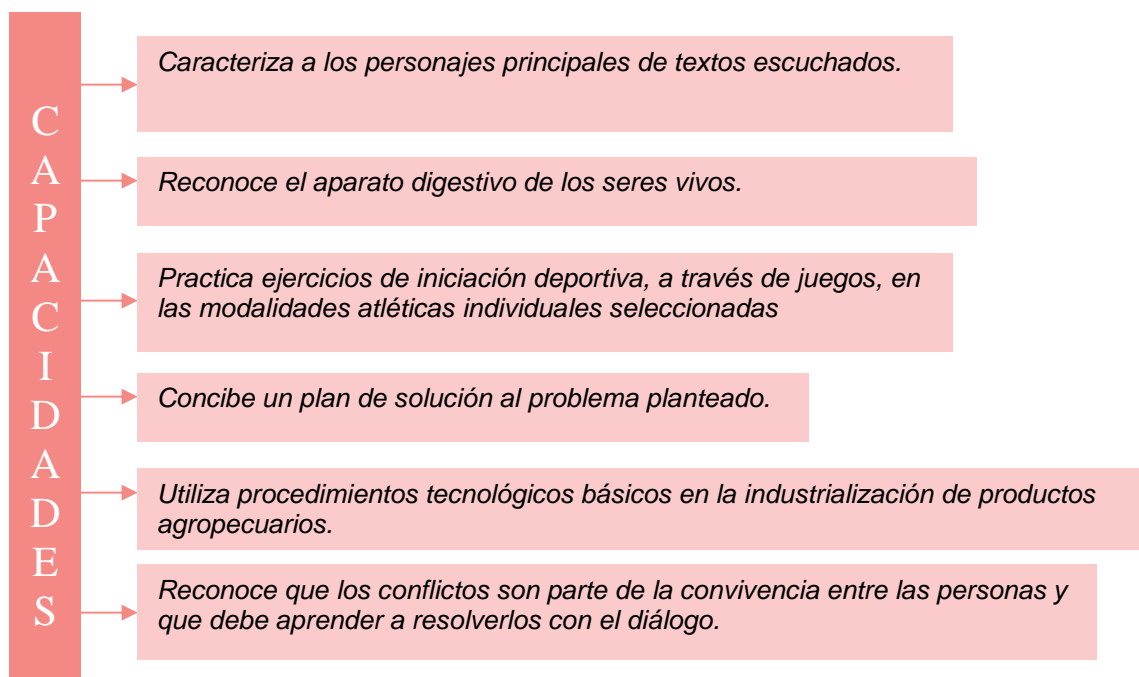 CAPACIDADES
Caracteriza a los personajes principales de textos escuchados.
Reconoce el aparato digestivo de los seres vivos.
Practica ejercicios de iniciación deportiva, a través de juegos, en
las modalidades atléticas individuales seleccionadas
Concibe un plan de solución al problema planteado.
Utiliza procedimientos tecnológicos básicos en la industrialización de productos
agropecuarios.
Reconoce que los conflictos son parte de la convivencia entre las personas y
que debe aprender a resolverlos con el diálogo.